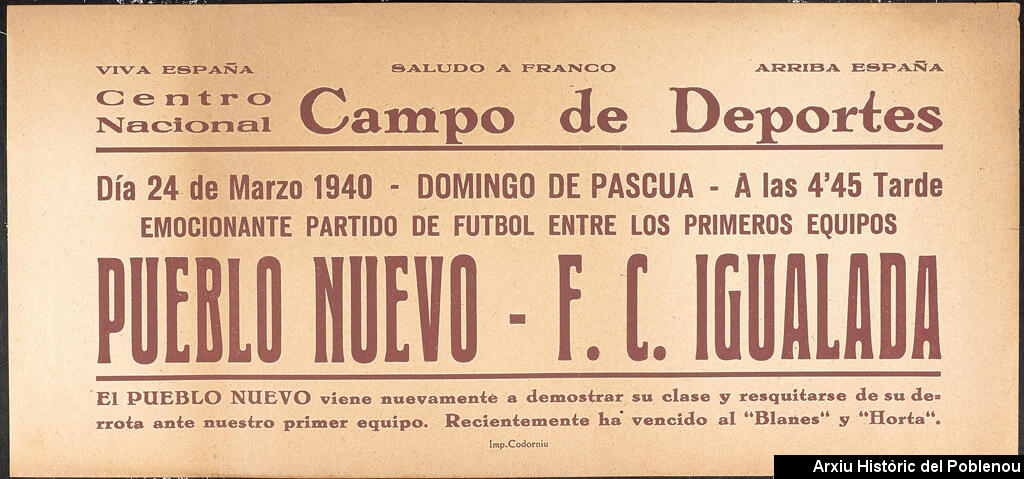 VIVA ESPAÑA SALUDO A FRANCO ARRIBA ESPAÑA
Centro
Nacional Campo de Deportes
Día 24 de Marzo 1940 - DOMINGO DE PASCUA - A las 4'45 Tarde
EMOCIONANTE PARTIDO DE FUTBOL ENTRE LOS PRIMEROS EQUIPOS
PUEBLO NUEVO - F. C. IGUALADA
El PUEBLO NUEVO viene nuevamente a demostrar su clase y resquitarse de su de=
rrota ante nuestro primer equipo. Recientemente ha vencido al "Blanes" y "Horta".
Imp.Codorniu
Arxiu Històric del Poblenou